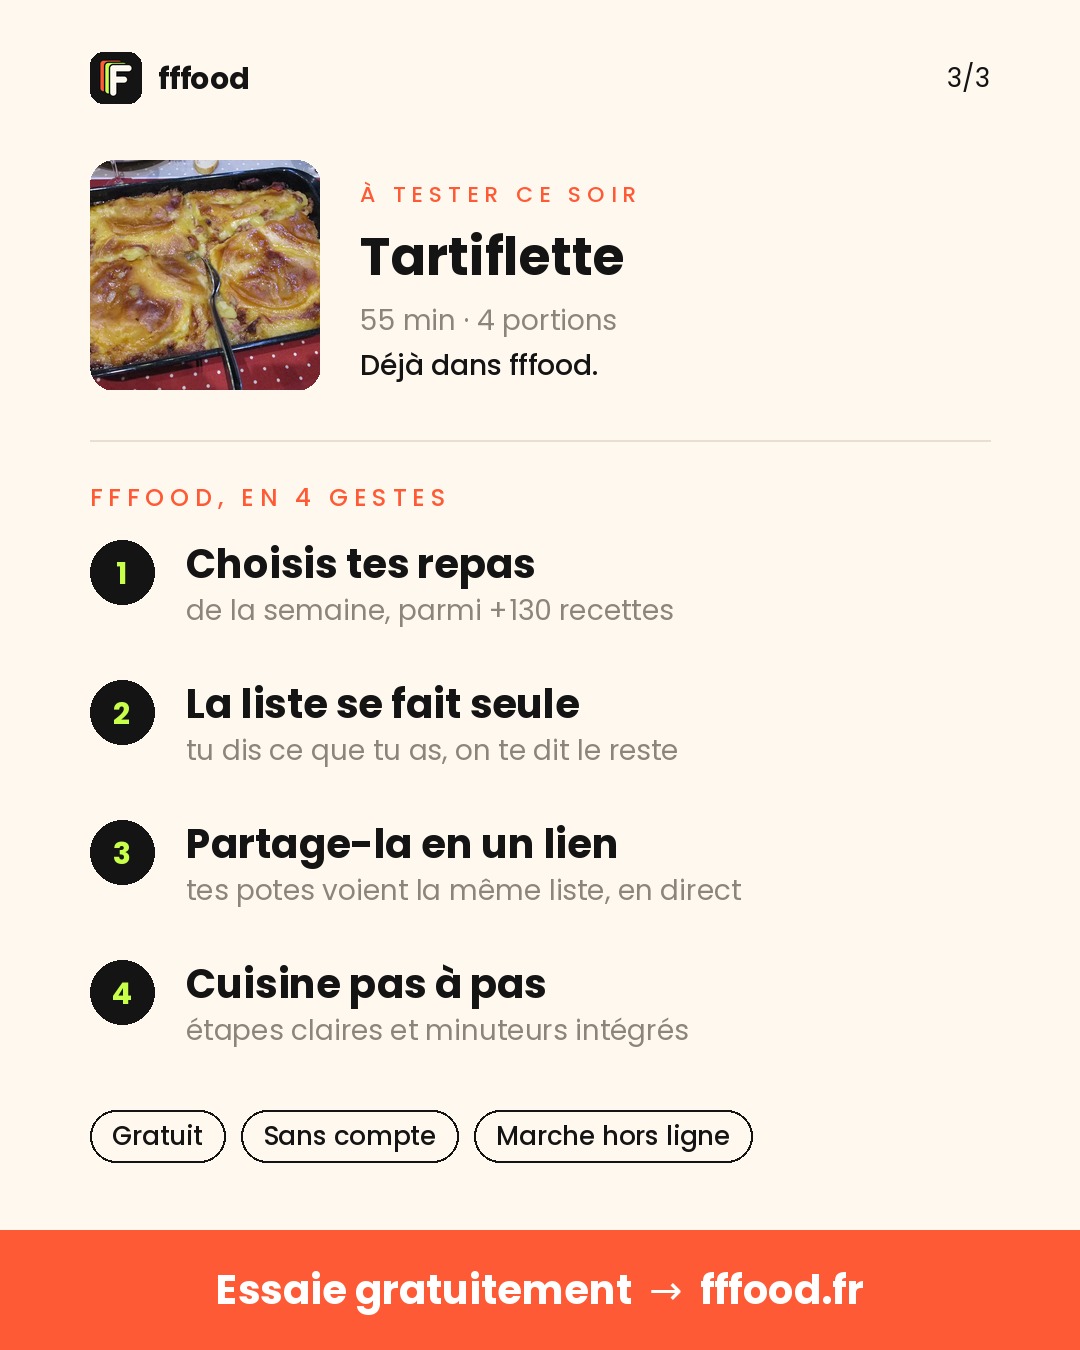 fffood
3/3
À TESTER CE SOIR
Tartiflette
55 min · 4 portions
Déjà dans fffood.
FFFOOD, EN 4 GESTES
1
Choisis tes repas
de la semaine, parmi +130 recettes
2
La liste se fait seule
tu dis ce que tu as, on te dit le reste
3
Partage-la en un lien
tes potes voient la même liste, en direct
4
Cuisine pas à pas
étapes claires et minuteurs intégrés
Gratuit Sans compte Marche hors ligne
Essaie gratuitement → fffood.fr